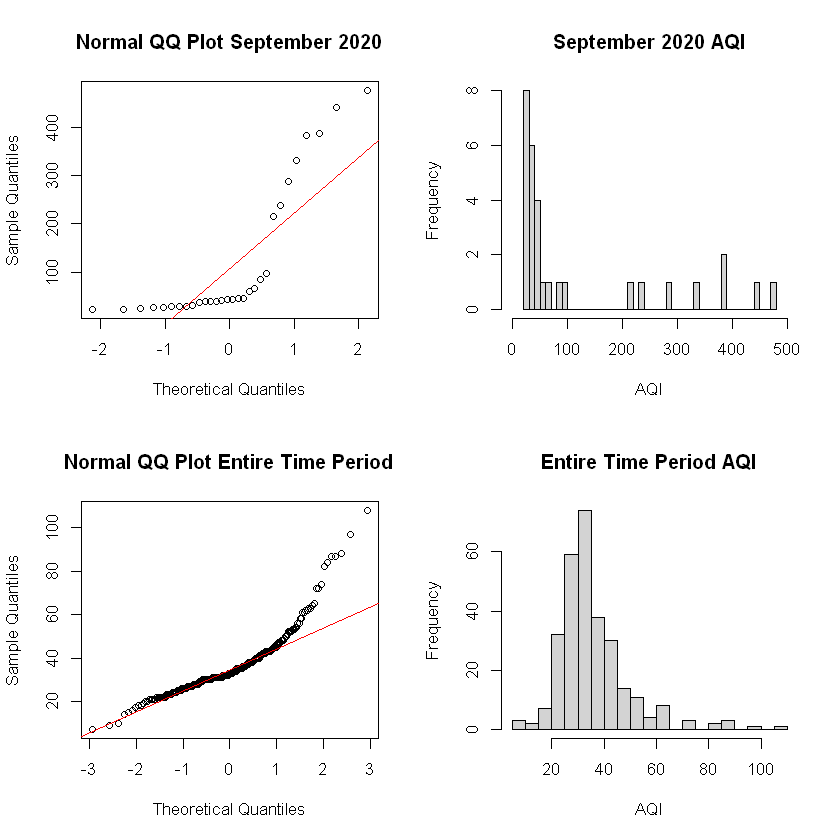 Normal QQ Plot September 2020
Sample Quantiles
400
300
200
100
-2 -1 0 1 2
Theoretical Quantiles
September 2020 AQI
Frequency
8
6
4
2
0
0 100 200 300 400 500
AQI
Normal QQ Plot Entire Time Period
Sample Quantiles
100
80
60
40
20
-3 -2 -1 0 1 2 3
Theoretical Quantiles
Entire Time Period AQI
Frequency
60
40
20
0
20 40 60 80 100
AQI